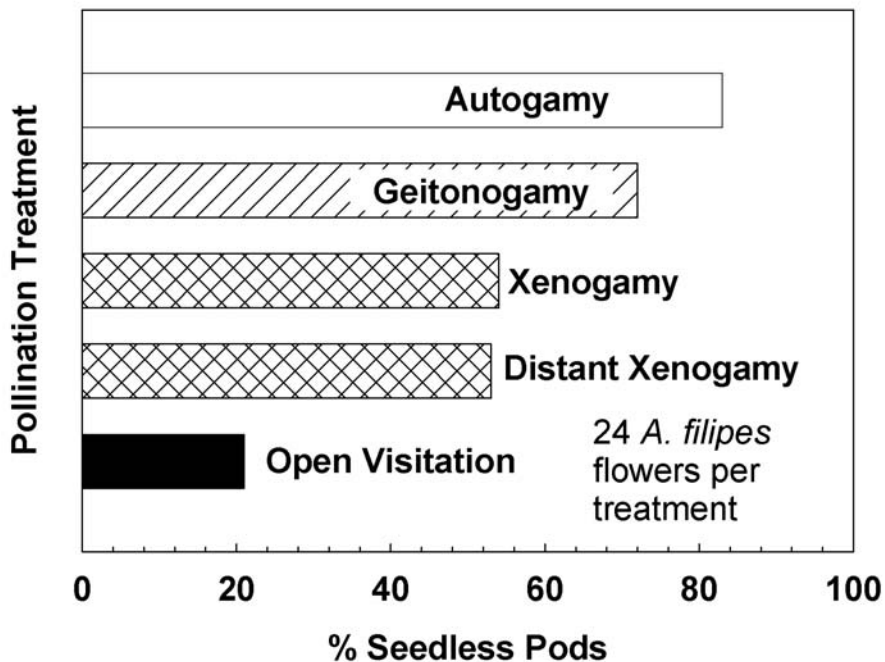 Pollination Treatment
Autogamy
Geitonogamy
Xenogamy
Distant Xenogamy
Open Visitation
24 A. filipes
flowers per
treatment
0 20 40 60 80 100
% Seedless Pods